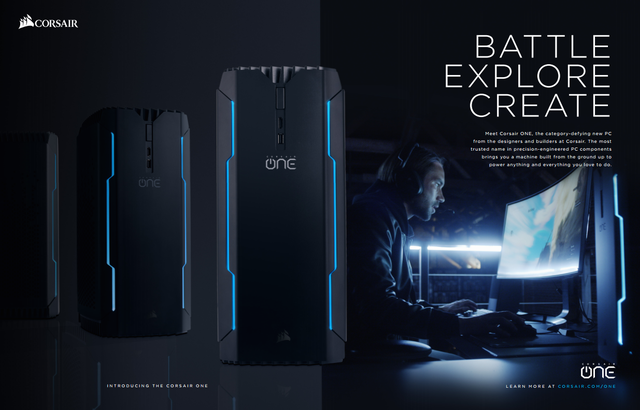 CORSAIR
BATTLE
EXPLORE
CREATE
Meet Corsair ONE, the category-defying new PC
from the designers and builders at Corsair. The most
trusted name in precision-engineered PC components
brings you a machine built from the ground up to
power anything and everything you love to do.
ONE
CORSAIR
ONE
CORSAIR
ONE
INTRODUCING THE CORSAIR ONE
LEARN MORE AT CORSAIR.COM/ONE